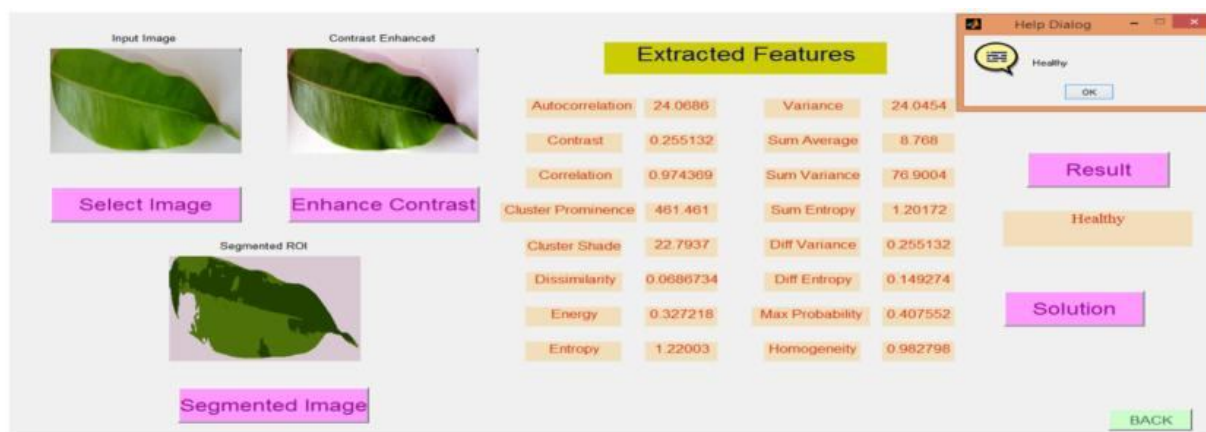 Input Image
Contrast Enhanced
Select Image
Enhance Contrast
Segmented ROI
Segmented Image
Extracted Features
Autocorrelation 24.0686 Variance 24.0454
Contrast 0.255132 Sum Average 8.768
Correlation 0.974369 Sum Variance 76.9004
Cluster Prominence 461.461 Sum Entropy 1.20172
Cluster Shade 22.7937 Diff Variance 0.255132
Dissimilarity 0.0686734 Diff Entropy 0.149274
Energy 0.327218 Max Probability 0.407552
Entropy 1.22003 Homogeneity 0.982798
Help Dialog
Healthy
OK
Result
Healthy
Solution
BACK